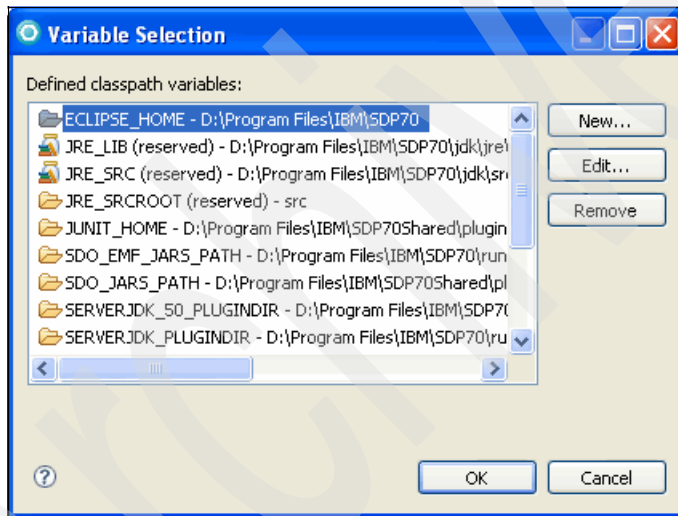 Variable Selection
Defined classpath variables:
ECLIPSE_HOME - D:\Program Files\IBM\SDP70
JRE_LIB (reserved) - D:\Program Files\IBM\SDP70\jdk\jre\
JRE_SRC (reserved) - D:\Program Files\IBM\SDP70\jdk\sr
JRE_SRCROOT (reserved) - src
JUNIT_HOME - D:\Program Files\IBM\SDP70Shared\plugin
SDO_EMF_JARS_PATH - D:\Program Files\IBM\SDP70\run
SDO_JARS_PATH - D:\Program Files\IBM\SDP70Shared\pl
SERVERJDK_50_PLUGINDIR - D:\Program Files\IBM\SDP70
SERVERJDK_PLUGINDIR - D:\Program Files\IBM\SDP70\ru
New...
Edit...
Remove
?
OK
Cancel